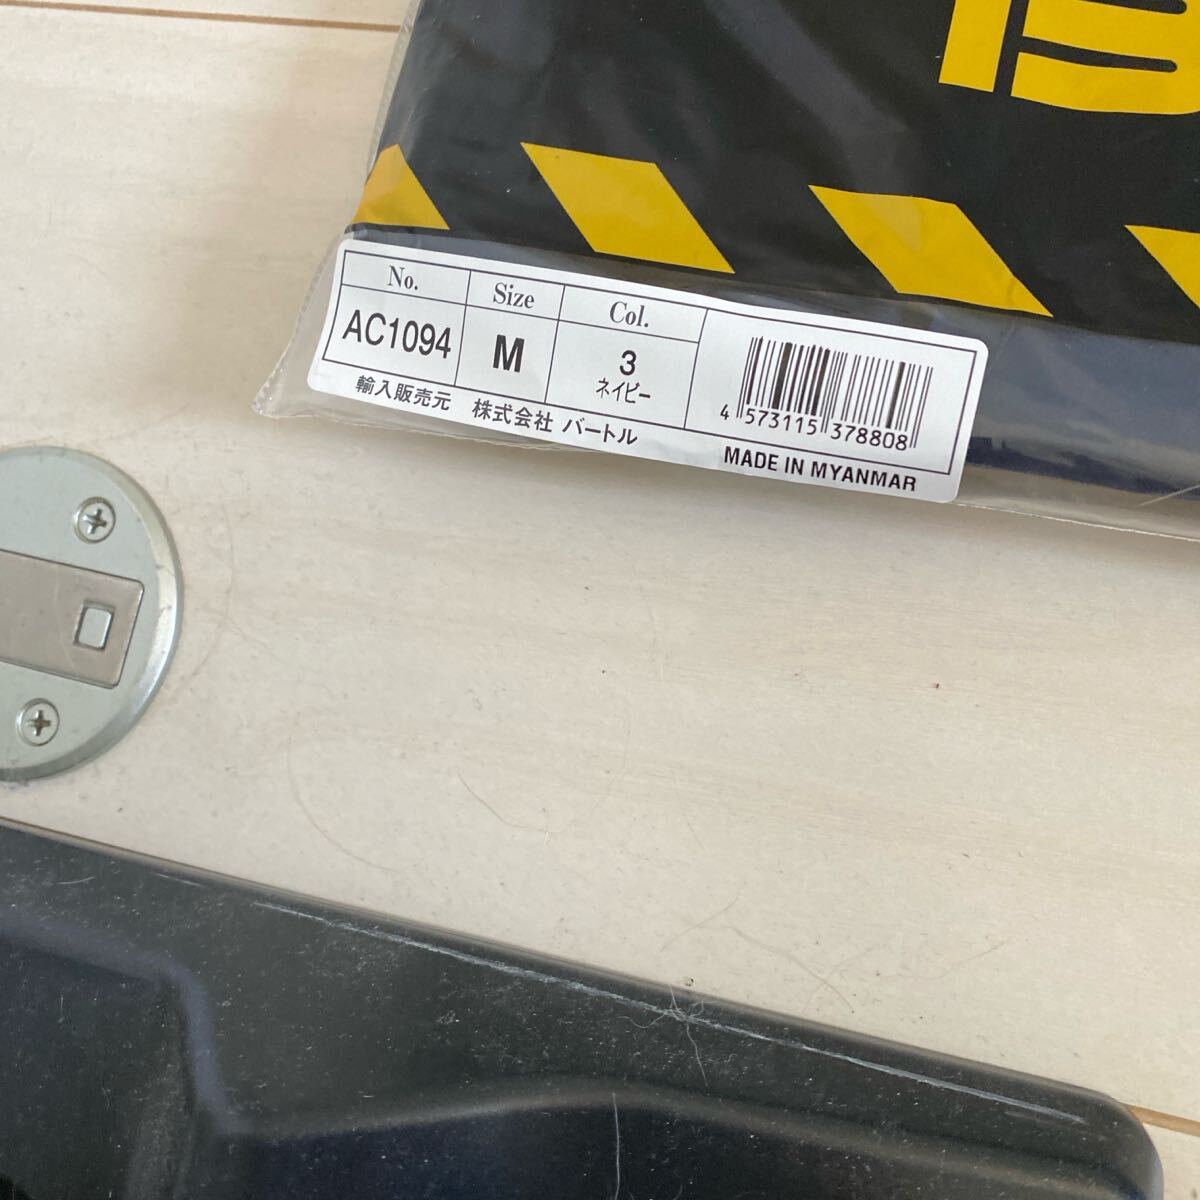 No. Size Col.
AC1094 M 3
ネイビー
輸入販売元 株式会社 バートル
4 573115 378808
MADE IN MYANMAR